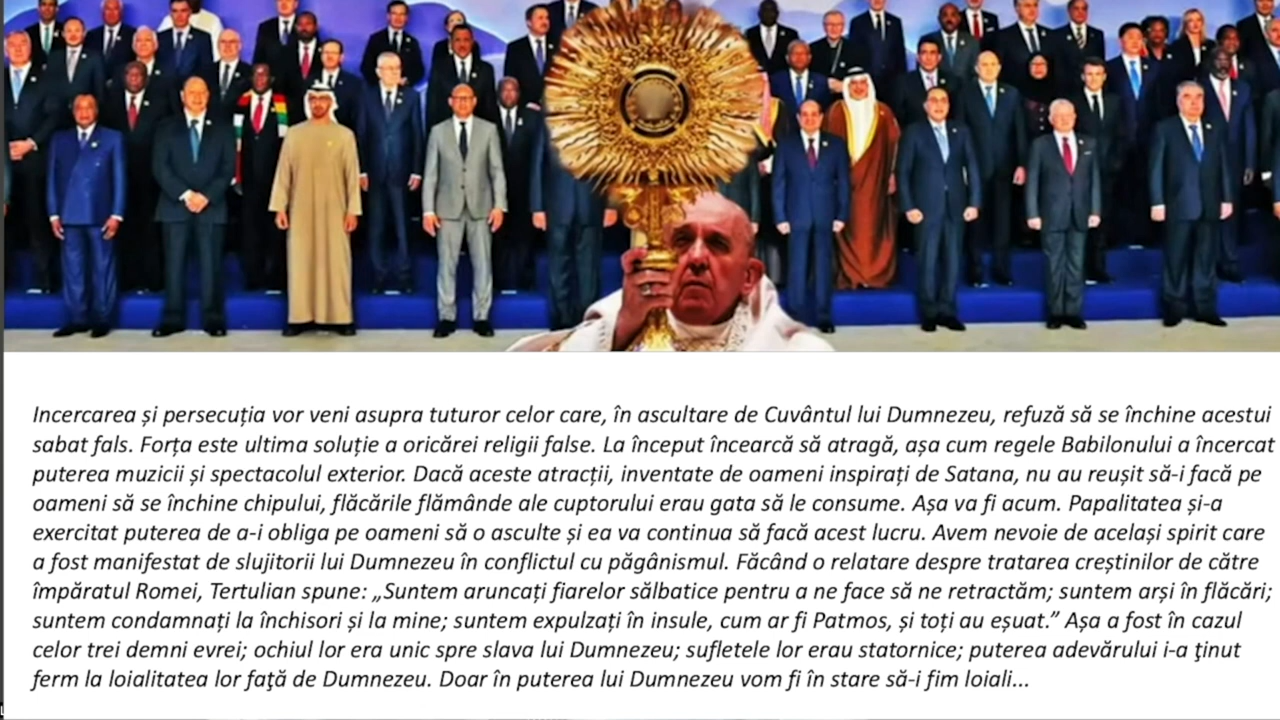 Incercarea și persecuția vor veni asupra tuturor celor care, în ascultare de Cuvântul lui Dumnezeu, refuză să se închine acestui
sabat fals. Forța este ultima soluție a oricărei religii false. La început încearcă să atragă, așa cum regele Babilonului a încercat
puterea muzicii și spectacolul exterior. Dacă aceste atracții, inventate de oameni inspirați de Satana, nu au reușit să-i facă pe
oameni să se închine chipului, flăcările flămânde ale cuptorului erau gata să le consume. Așa va fi acum. Papalitatea și-a
exercitat puterea de a-i obliga pe oameni să o asculte și ea va continua să facă acest lucru. Avem nevoie de același spirit care
a fost manifestat de slujitorii lui Dumnezeu în conflictul cu păgânismul. Făcând o relatare despre tratarea creștinilor de către
împăratul Romei, Tertulian spune: „Suntem aruncați fiarelor sălbatice pentru a ne face să ne retractăm; suntem arși în flăcări;
suntem condamnați la închisori și la mine; suntem expulzați în insule, cum ar fi Patmos, și toți au eșuat.” Așa a fost în cazul
celor trei demni evrei; ochiul lor era unic spre slava lui Dumnezeu; sufletele lor erau statornice; puterea adevărului i-a ţinut
ferm la loialitatea lor faţă de Dumnezeu. Doar în puterea lui Dumnezeu vom fi în stare să-i fim loiali...